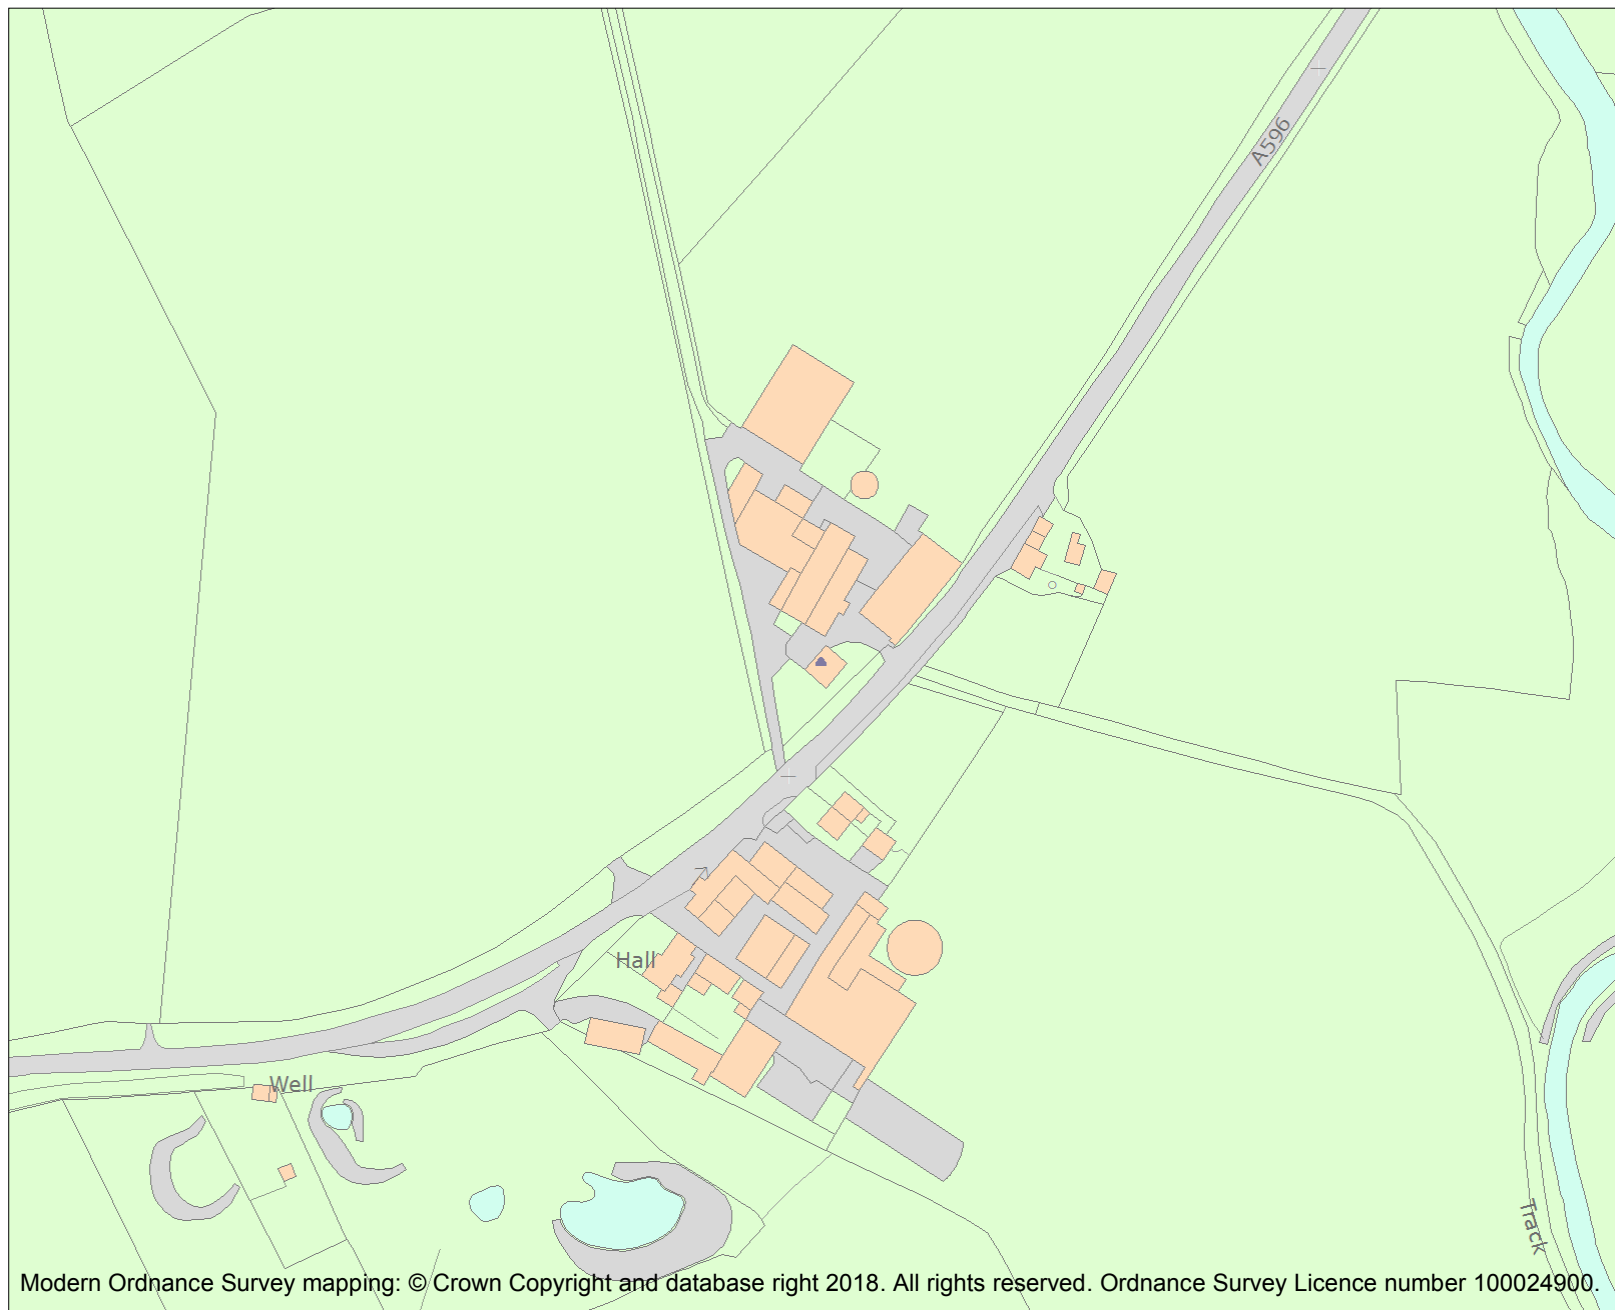 A596
Hall
Well
Track
Modern Ordnance Survey mapping: © Crown Copyright and database right 2018. All rights reserved. Ordnance Survey Licence number 100024900.